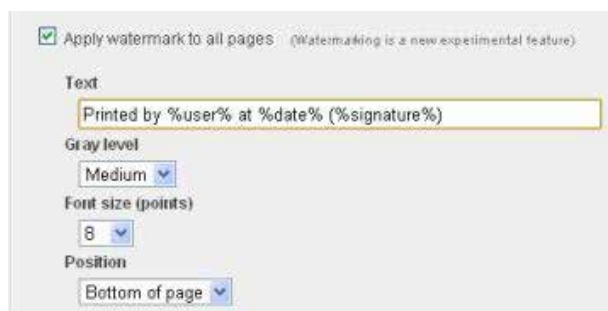 Apply watermark to all pages (Watermarking is a new experimental feature)
Text
Printed by %user% at %date% (%signature%)
Gray level
Medium
Font size (points)
8
Position
Bottom of page